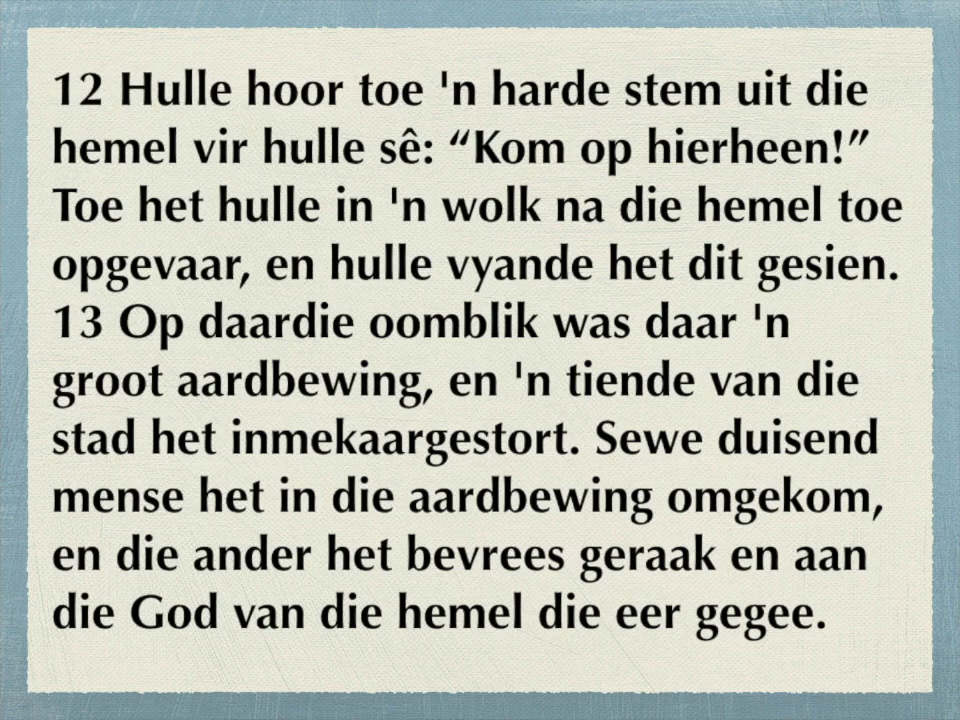 12 Hulle hoor toe 'n harde stem uit die
hemel vir hulle sê: “Kom op hierheen!”
Toe het hulle in 'n wolk na die hemel toe
opgevaar, en hulle vyande het dit gesien.
13 Op daardie oomblik was daar 'n
groot aardbewing, en 'n tiende van die
stad het inmekaargestort. Sewe duisend
mense het in die aardbewing omgekom,
en die ander het bevrees geraak en aan
die God van die hemel die eer gegee.